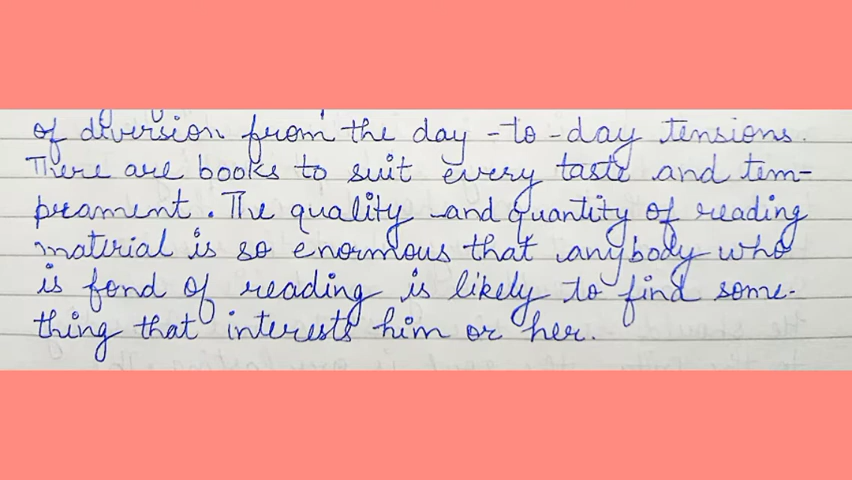 of diversion from the day-to-day tensions.
There are books to suit every taste and tem-
prament. The quality and quantity of reading
material is so enormous that anybody who
is fond of reading is likely to find some-
thing that interests him or her.